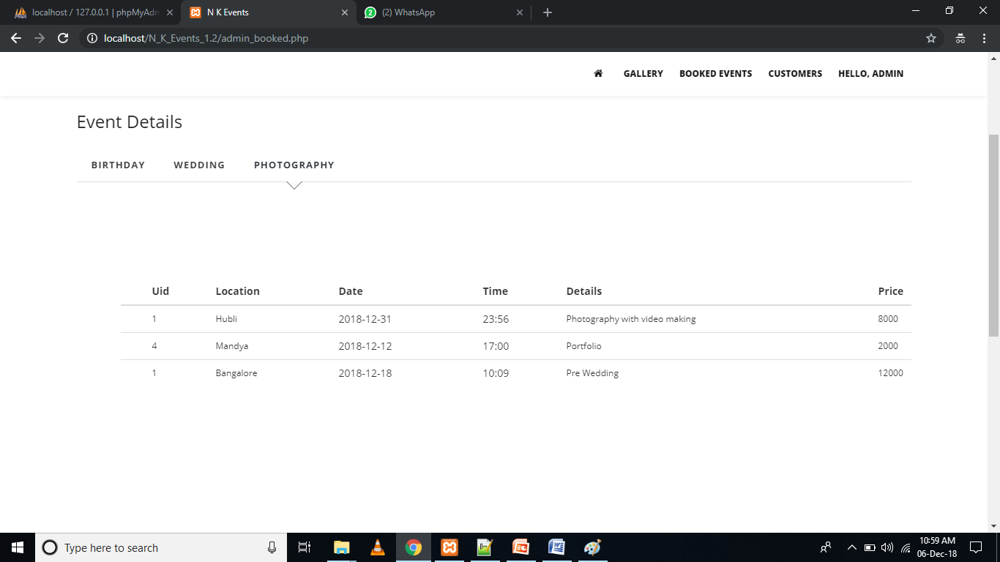 localhost / 127.0.0.1 | phpMyAdm
N K Events
(2) WhatsApp
localhost/N_K_Events_1.2/admin_booked.php
GALLERY BOOKED EVENTS CUSTOMERS HELLO, ADMIN
Event Details
BIRTHDAY WEDDING PHOTOGRAPHY
Uid Location Date Time Details Price
1 Hubli 2018-12-31 23:56 Photography with video making 8000
4 Mandya 2018-12-12 17:00 Portfolio 2000
1 Bangalore 2018-12-18 10:09 Pre Wedding 12000
Type here to search
10:59 AM
06-Dec-18